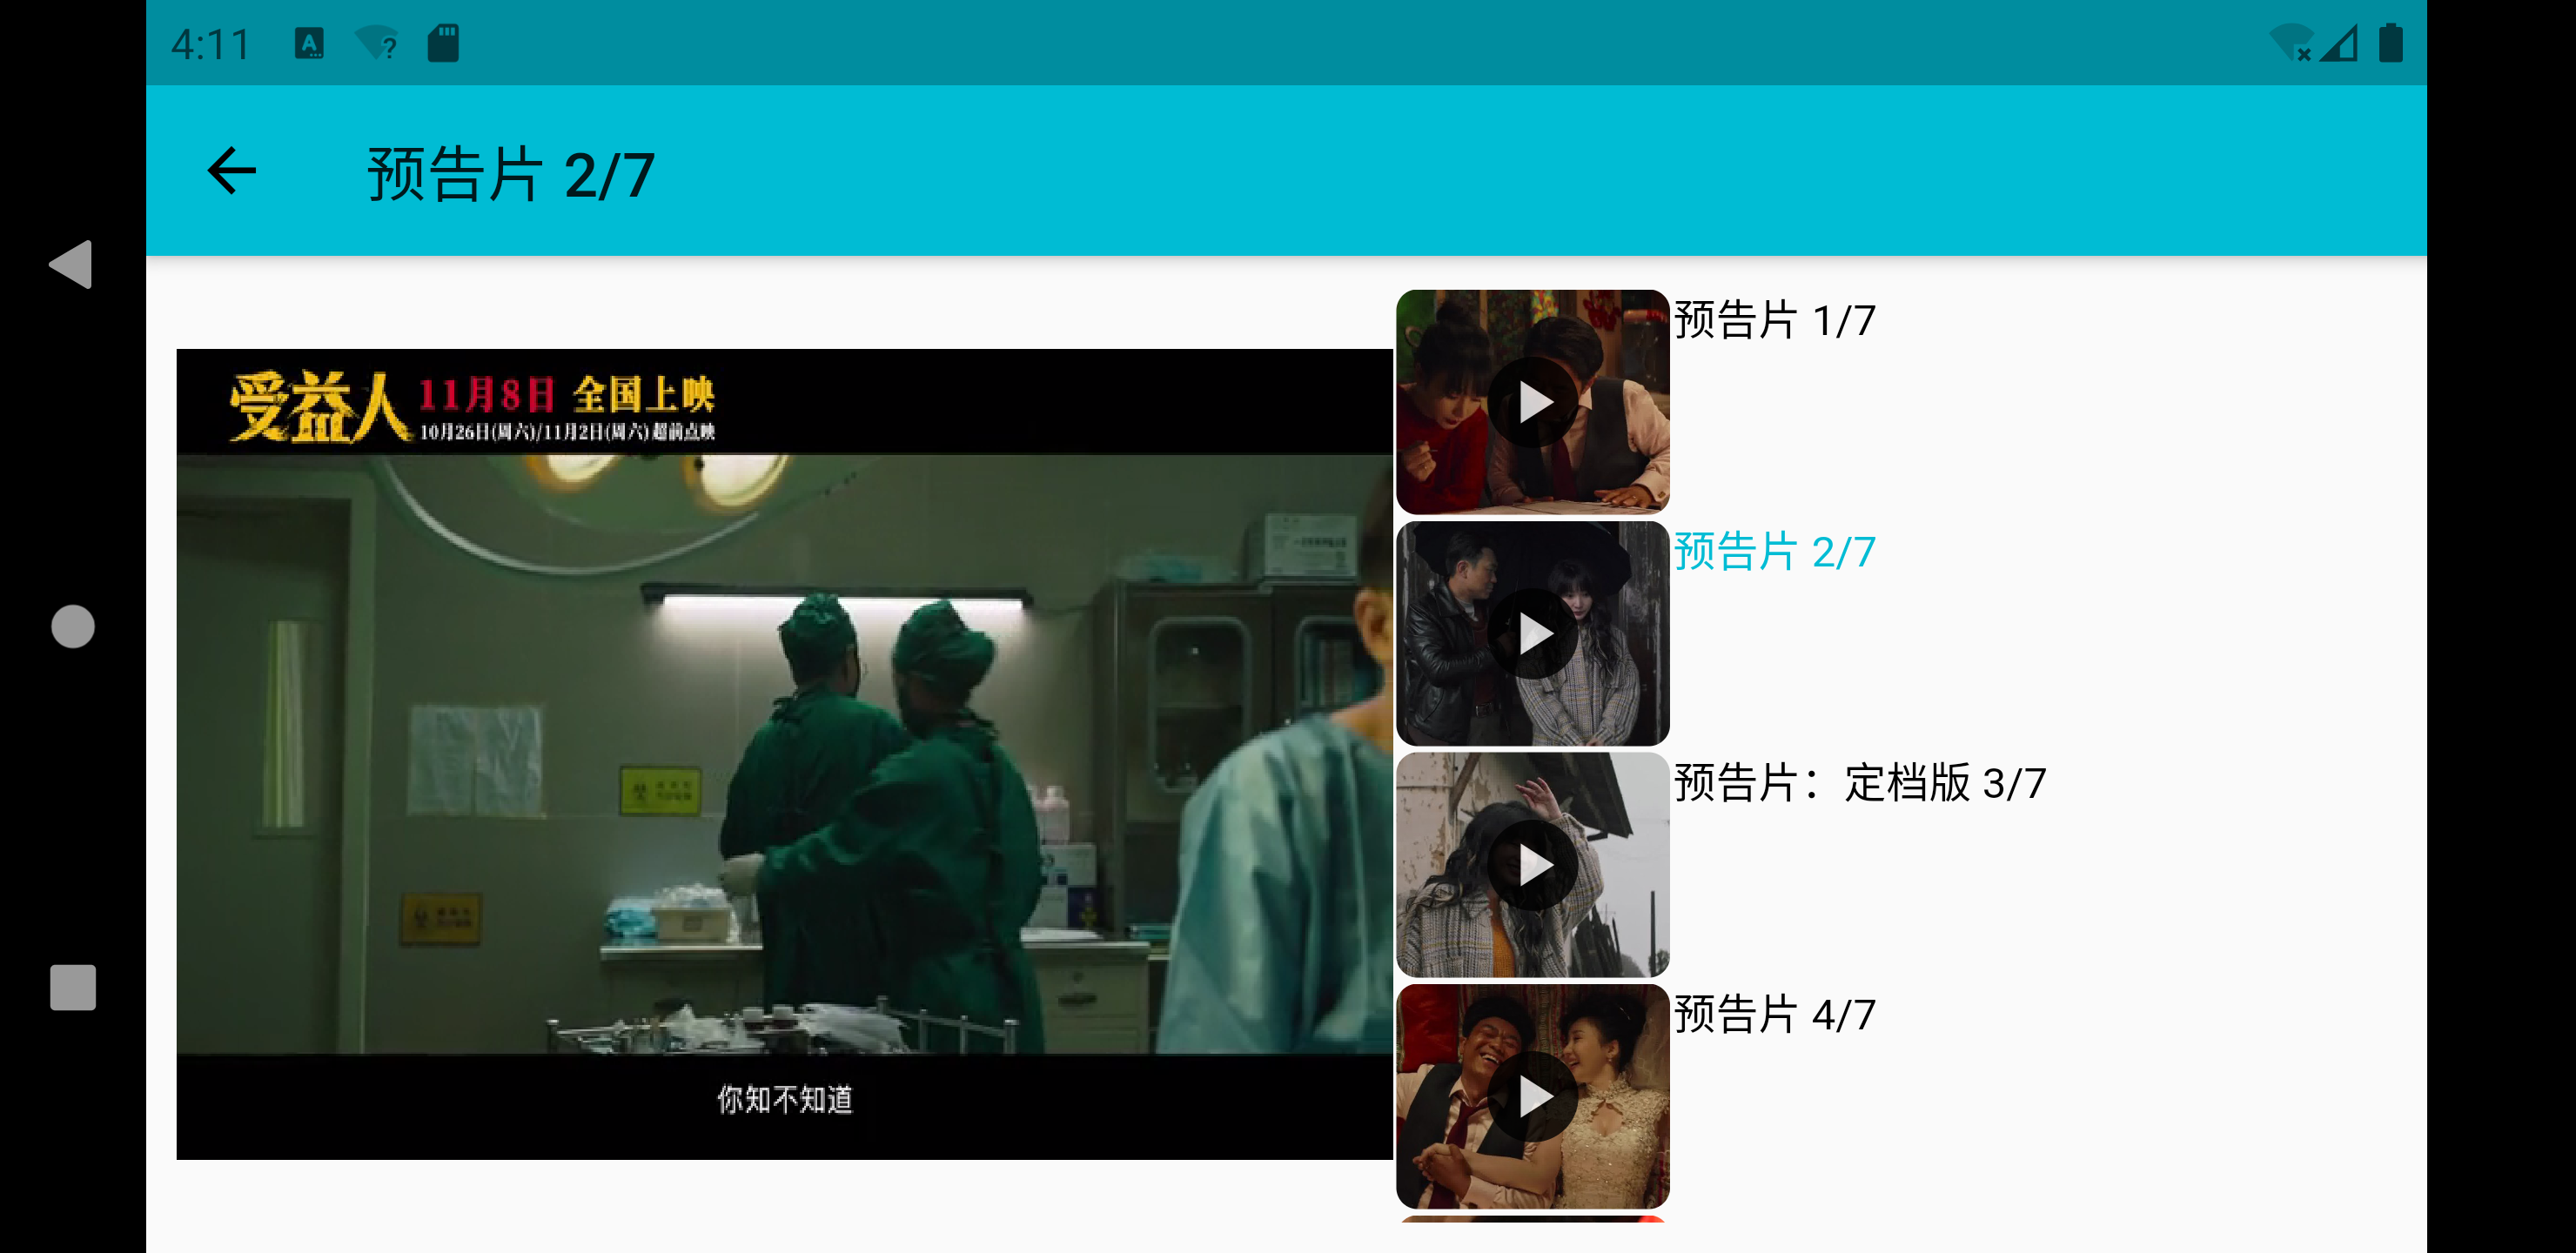 4:11
预告片 2/7
受益人 11月8日 全国上映
10月26日(周六)/11月2日(周六)超前点映
你知不知道
预告片 1/7
预告片 2/7
预告片：定档版 3/7
预告片 4/7